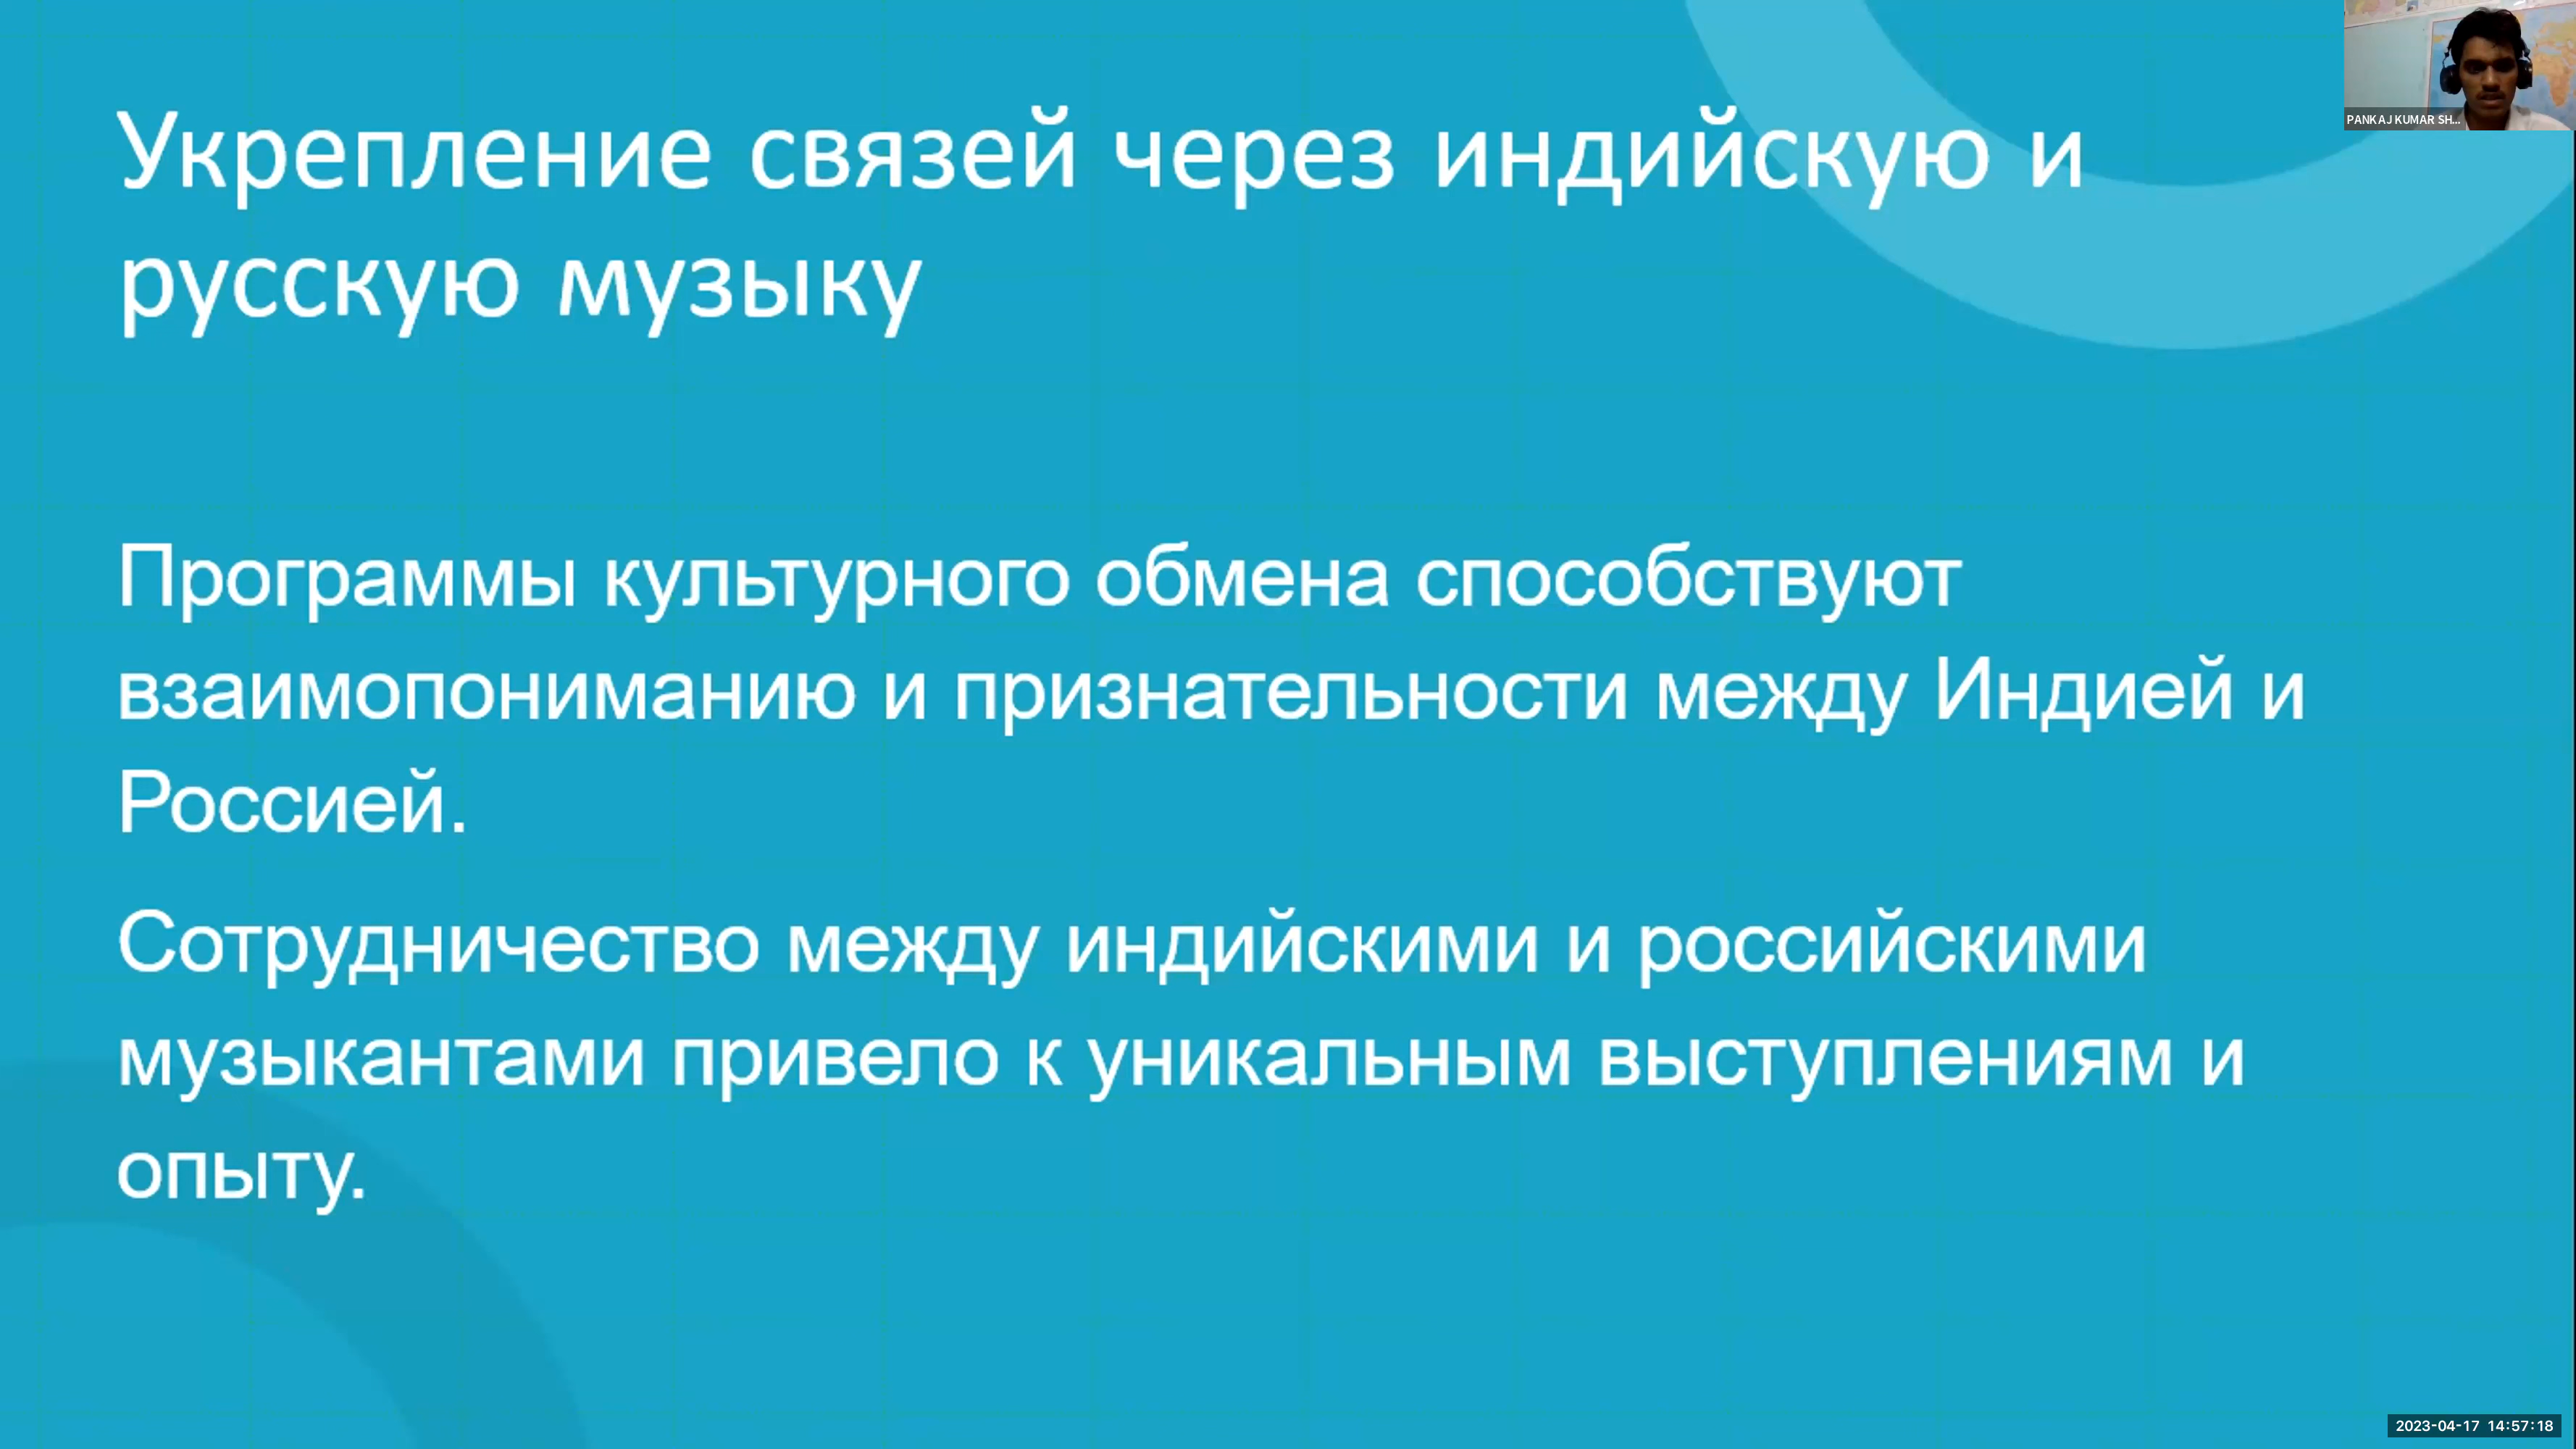 Укрепление связей через индийскую и
русскую музыку
PANKAJ KUMAR SH...
Программы культурного обмена способствуют
взаимопониманию и признательности между Индией и
Россией.
Сотрудничество между индийскими и российскими
музыкантами привело к уникальным выступлениям и
опыту.
2023-04-17 14:57:18